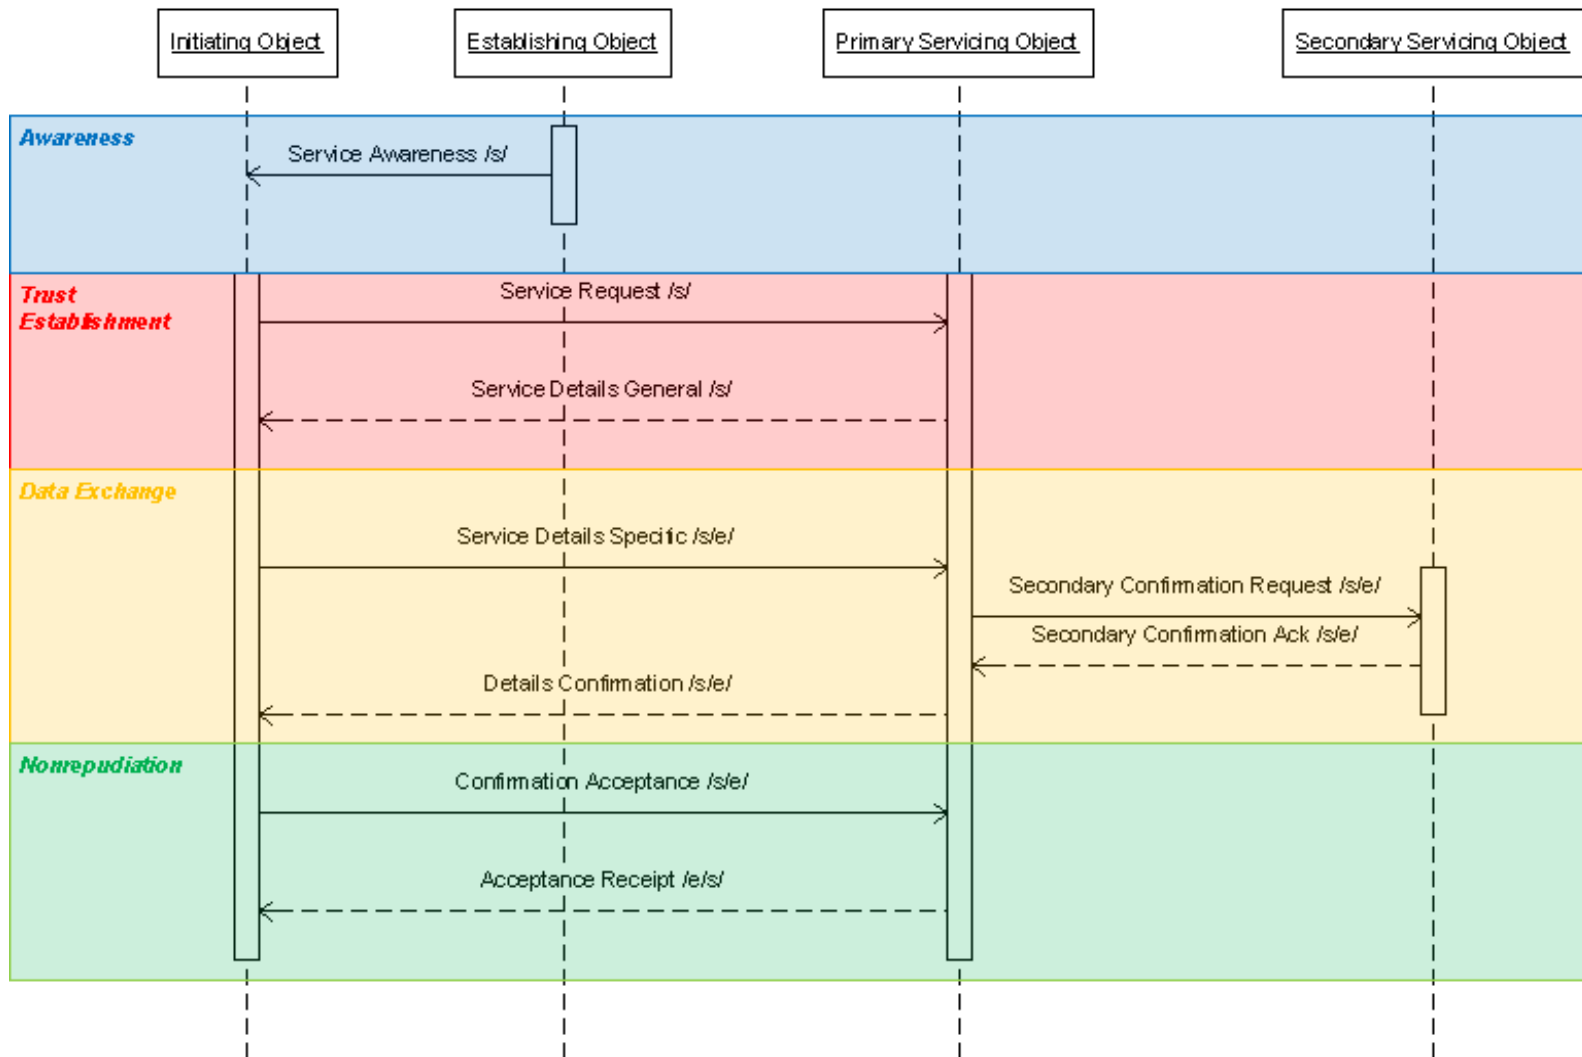 Initiating Object
Establishing Object
Primary Servicing Object
Secondary Servicing Object
Awareness
Service Awareness /s/
Trust
Establishment
Service Request /s/
Service Details General /s/
Data Exchange
Service Details Specific /s/e/
Secondary Confirmation Request /s/e/
Secondary Confirmation Ack /s/e/
Details Confirmation /s/e/
Nonrepudiation
Confirmation Acceptance /s/e/
Acceptance Receipt /e/s/